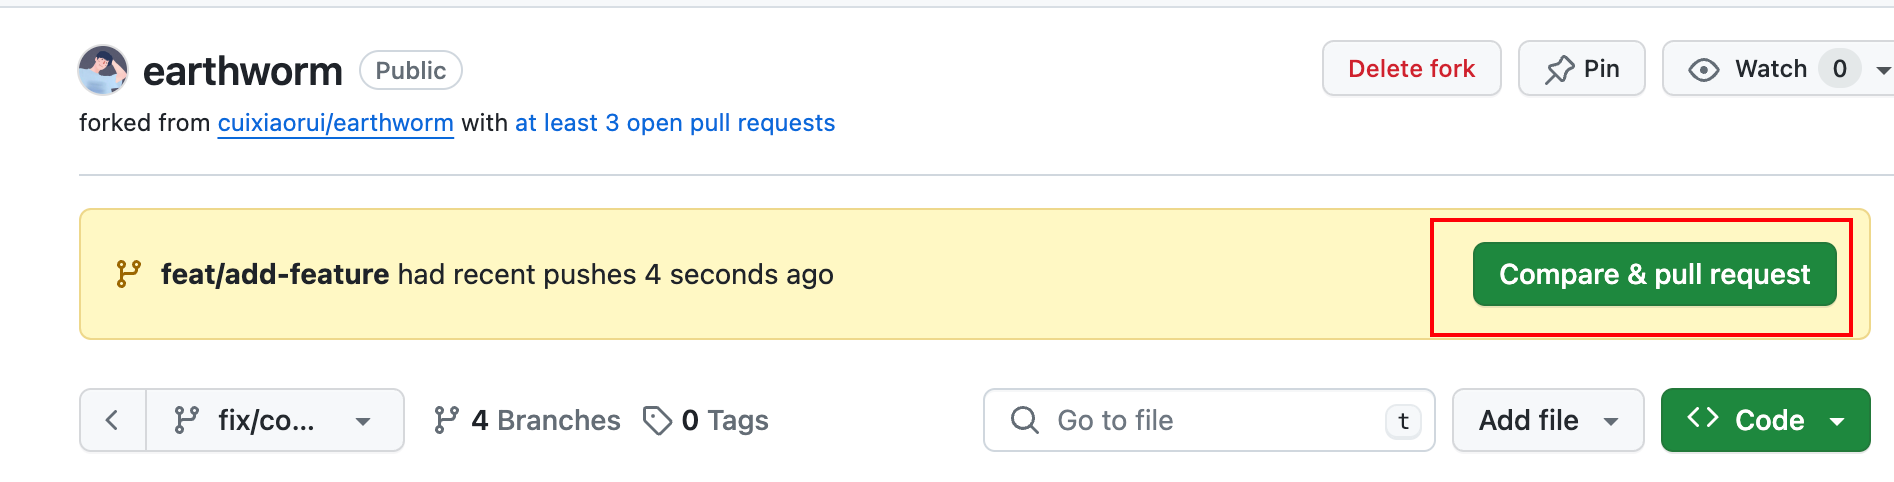 earthworm Public Delete fork Pin Watch 0
forked from cuixiaorui/earthworm with at least 3 open pull requests
feat/add-feature had recent pushes 4 seconds ago Compare & pull request
fix/co... 4 Branches 0 Tags Go to file t Add file Code